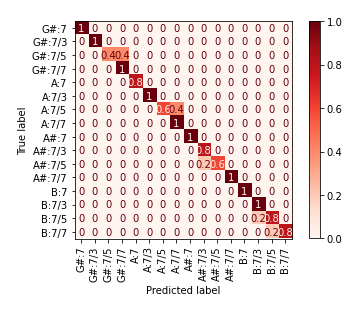 True label
G#:7 1 0 0 0 0 0 0 0 0 0 0 0 0 0 0 0
G#:7/3 0 1 0 0 0 0 0 0 0 0 0 0 0 0 0 0
G#:7/5 0 0 0.4 0.4 0 0 0 0 0 0 0 0 0 0 0 0
G#:7/7 0 0 0 1 0 0 0 0 0 0 0 0 0 0 0 0
A:7 0 0 0 0 0.8 0 0 0 0 0 0 0 0 0 0 0
A:7/3 0 0 0 0 0 1 0 0 0 0 0 0 0 0 0 0
A:7/5 0 0 0 0 0 0 0.6 0.4 0 0 0 0 0 0 0 0
A:7/7 0 0 0 0 0 0 0 1 0 0 0 0 0 0 0 0
A#:7 0 0 0 0 0 0 0 0 1 0 0 0 0 0 0 0
A#:7/3 0 0 0 0 0 0 0 0 0 0.8 0 0 0 0 0 0
A#:7/5 0 0 0 0 0 0 0 0 0 0.2 0.6 0 0 0 0 0
A#:7/7 0 0 0 0 0 0 0 0 0 0 0 1 0 0 0 0
B:7 0 0 0 0 0 0 0 0 0 0 0 0 1 0 0 0
B:7/3 0 0 0 0 0 0 0 0 0 0 0 0 0 1 0 0
B:7/5 0 0 0 0 0 0 0 0 0 0 0 0 0 0.2 0.8 0
B:7/7 0 0 0 0 0 0 0 0 0 0 0 0 0 0 0.2 0.8
G#:7 G#:7/3 G#:7/5 G#:7/7 A:7 A:7/3 A:7/5 A:7/7 A#:7 A#:7/3 A#:7/5 A#:7/7 B:7 B:7/3 B:7/5 B:7/7
Predicted label
1.0
0.8
0.6
0.4
0.2
0.0